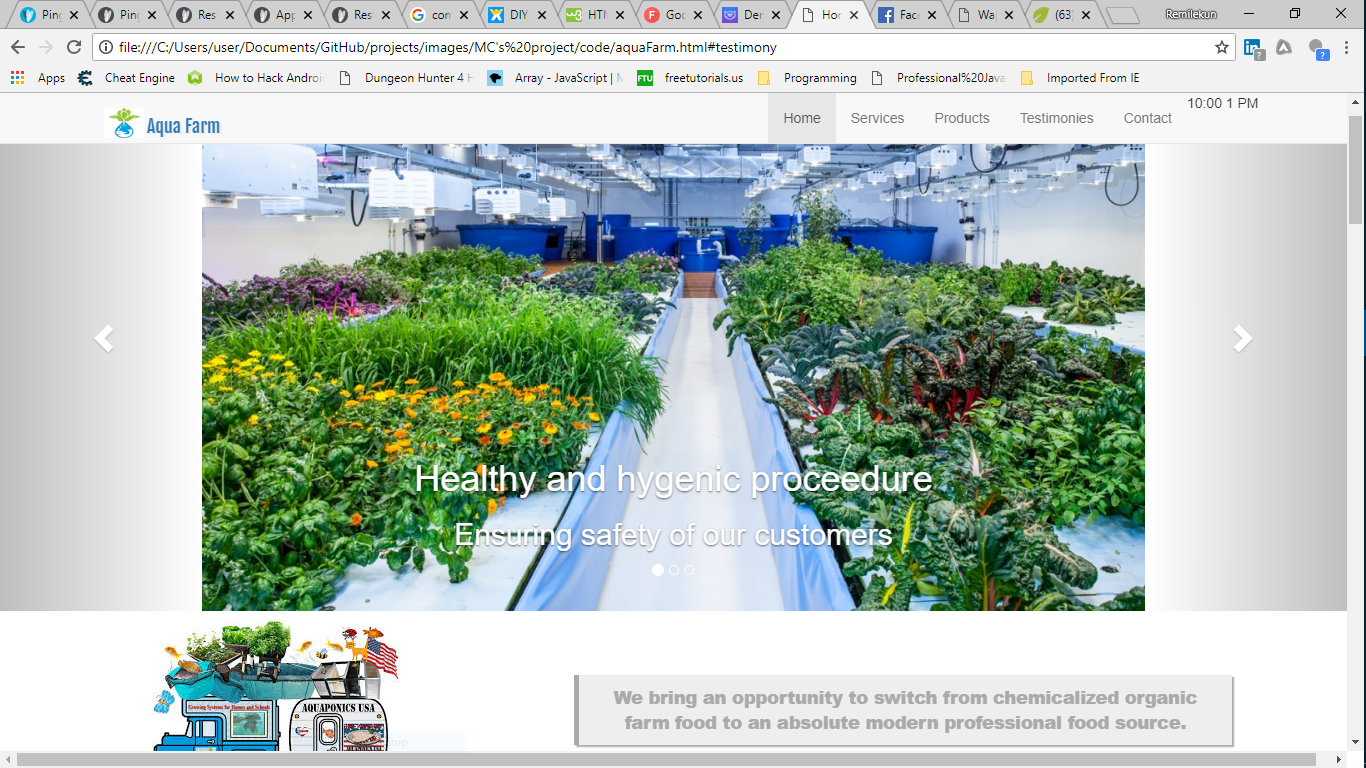 Ping
Ping
Res
App
Res
con
DIY
HTM
Goo
Der
Hor
Face
Wa
(63)
Remilekun
file:///C:/Users/user/Documents/GitHub/projects/images/MC's%20project/code/aquaFarm.html#testimony
Apps Cheat Engine How to Hack Androi Dungeon Hunter 4 H Array - JavaScript | M FTU freetutorials.us Programming Professional%20Java Imported From IE
Aqua Farm Home Services Products Testimonies Contact 10:00 1 PM
Healthy and hygenic proceedure
Ensuring safety of our customers
Growing Systems for Homes and Schools
AQUAPONICS USA
We bring an opportunity to switch from chemicalized organic
farm food to an absolute modern professional food source.